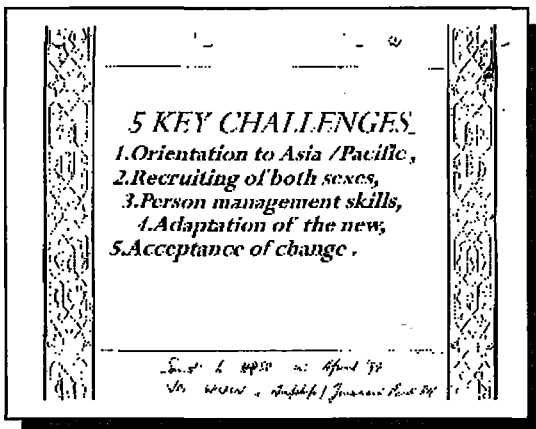 5 KEY CHALLENGES
1.Orientation to Asia /Pacific,
2.Recruiting of both sexes,
3.Person management skills,
4.Adaptation of the new,
5.Acceptance of change .